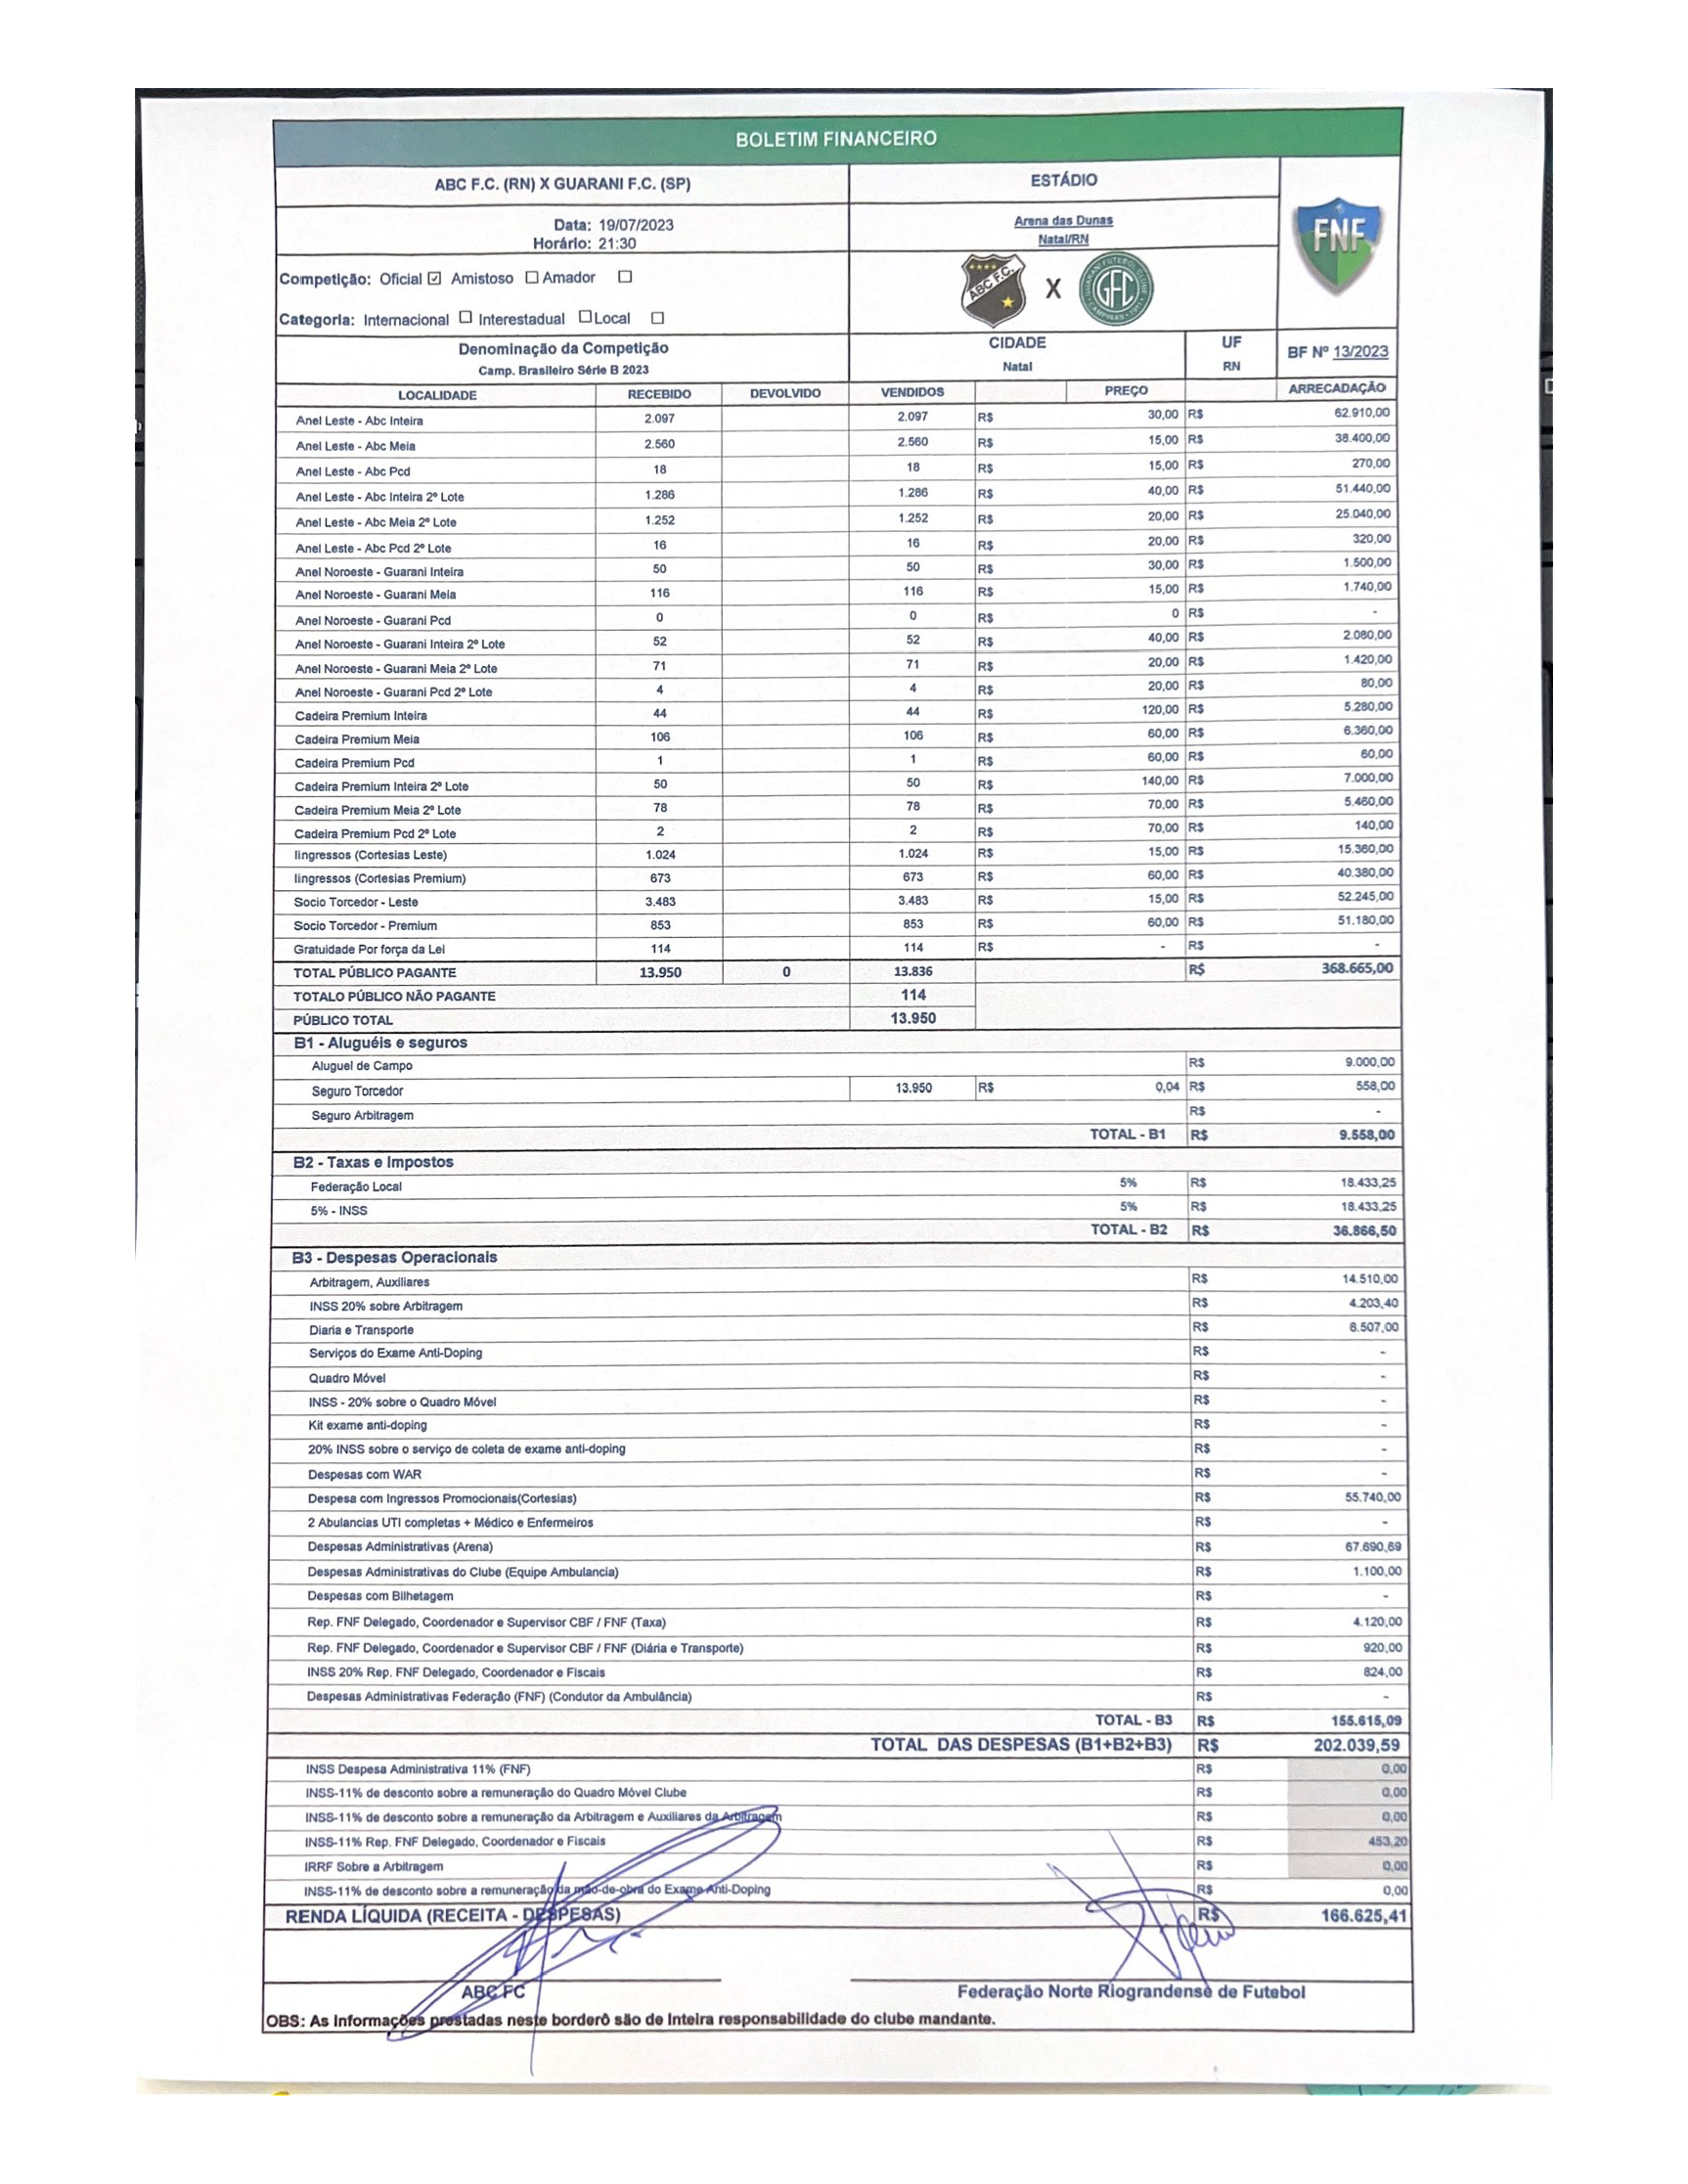 BOLETIM FINANCEIRO
ABC F.C. (RN) X GUARANI F.C. (SP) ESTÁDIO
Data: 19/07/2023 Arena das Dunas
Horário: 21:30 Natal/RN
FNF
Competição: Oficial ☑ Amistoso ☐ Amador ☐
ABC F.C. X GFC
Categoria: Internacional ☐ Interestadual ☐ Local ☐
Denominação da Competição CIDADE UF BF Nº 13/2023
Camp. Brasileiro Série B 2023 Natal RN
LOCALIDADE RECEBIDO DEVOLVIDO VENDIDOS PREÇO ARRECADAÇÃO
Anel Leste - Abc Inteira 2.097 2.097 R$ 30,00 R$ 62.910,00
Anel Leste - Abc Meia 2.560 2.560 R$ 15,00 R$ 38.400,00
Anel Leste - Abc Pcd 18 18 R$ 15,00 R$ 270,00
Anel Leste - Abc Inteira 2º Lote 1.286 1.286 R$ 40,00 R$ 51.440,00
Anel Leste - Abc Meia 2º Lote 1.252 1.252 R$ 20,00 R$ 25.040,00
Anel Leste - Abc Pcd 2º Lote 16 16 R$ 20,00 R$ 320,00
Anel Noroeste - Guarani Inteira 50 50 R$ 30,00 R$ 1.500,00
Anel Noroeste - Guarani Meia 116 116 R$ 15,00 R$ 1.740,00
Anel Noroeste - Guarani Pcd 0 0 R$ 0 R$ -
Anel Noroeste - Guarani Inteira 2º Lote 52 52 R$ 40,00 R$ 2.080,00
Anel Noroeste - Guarani Meia 2º Lote 71 71 R$ 20,00 R$ 1.420,00
Anel Noroeste - Guarani Pcd 2º Lote 4 4 R$ 20,00 R$ 80,00
Cadeira Premium Inteira 44 44 R$ 120,00 R$ 5.280,00
Cadeira Premium Meia 106 106 R$ 60,00 R$ 6.360,00
Cadeira Premium Pcd 1 1 R$ 60,00 R$ 60,00
Cadeira Premium Inteira 2º Lote 50 50 R$ 140,00 R$ 7.000,00
Cadeira Premium Meia 2º Lote 78 78 R$ 70,00 R$ 5.460,00
Cadeira Premium Pcd 2º Lote 2 2 R$ 70,00 R$ 140,00
Iingressos (Cortesias Leste) 1.024 1.024 R$ 15,00 R$ 15.360,00
Iingressos (Cortesias Premium) 673 673 R$ 60,00 R$ 40.380,00
Socio Torcedor - Leste 3.483 3.483 R$ 15,00 R$ 52.245,00
Socio Torcedor - Premium 853 853 R$ 60,00 R$ 51.180,00
Gratuidade Por força da Lei 114 114 R$ - R$ -
TOTAL PÚBLICO PAGANTE 13.950 0 13.836 R$ 368.665,00
TOTALO PÚBLICO NÃO PAGANTE 114
PÚBLICO TOTAL 13.950
B1 - Aluguéis e seguros
Aluguel de Campo R$ 9.000,00
Seguro Torcedor 13.950 R$ 0,04 R$ 558,00
Seguro Arbitragem R$ -
TOTAL - B1 R$ 9.558,00
B2 - Taxas e Impostos
Federação Local 5% R$ 18.433,25
5% - INSS 5% R$ 18.433,25
TOTAL - B2 R$ 36.866,50
B3 - Despesas Operacionais
Arbitragem, Auxiliares R$ 14.510,00
INSS 20% sobre Arbitragem R$ 4.203,40
Diaria e Transporte R$ 6.507,00
Serviços do Exame Anti-Doping R$ -
Quadro Móvel R$ -
INSS - 20% sobre o Quadro Móvel R$ -
Kit exame anti-doping R$ -
20% INSS sobre o serviço de coleta de exame anti-doping R$ -
Despesas com WAR R$ -
Despesa com Ingressos Promocionais(Cortesias) R$ 55.740,00
2 Abulancias UTI completas + Médico e Enfermeiros R$ -
Despesas Administrativas (Arena) R$ 67.690,69
Despesas Administrativas do Clube (Equipe Ambulancia) R$ 1.100,00
Despesas com Bilhetagem R$ -
Rep. FNF Delegado, Coordenador e Supervisor CBF / FNF (Taxa) R$ 4.120,00
Rep. FNF Delegado, Coordenador e Supervisor CBF / FNF (Diária e Transporte) R$ 920,00
INSS 20% Rep. FNF Delegado, Coordenador e Fiscais R$ 824,00
Despesas Administrativas Federação (FNF) (Condutor da Ambulância) R$ -
TOTAL - B3 R$ 155.615,09
TOTAL DAS DESPESAS (B1+B2+B3) R$ 202.039,59
INSS Despesa Administrativa 11% (FNF) R$ 0,00
INSS-11% de desconto sobre a remuneração do Quadro Móvel Clube R$ 0,00
INSS-11% de desconto sobre a remuneração da Arbitragem e Auxiliares da Arbitragem R$ 0,00
INSS-11% Rep. FNF Delegado, Coordenador e Fiscais R$ 453,20
IRRF Sobre a Arbitragem R$ 0,00
INSS-11% de desconto sobre a remuneração da mão-de-obra do Exame Anti-Doping R$ 0,00
RENDA LÍQUIDA (RECEITA - DESPESAS) R$ 166.625,41
ABC FC Federação Norte Riograndense de Futebol
OBS: As Informações prestadas neste borderô são de Inteira responsabilidade do clube mandante.